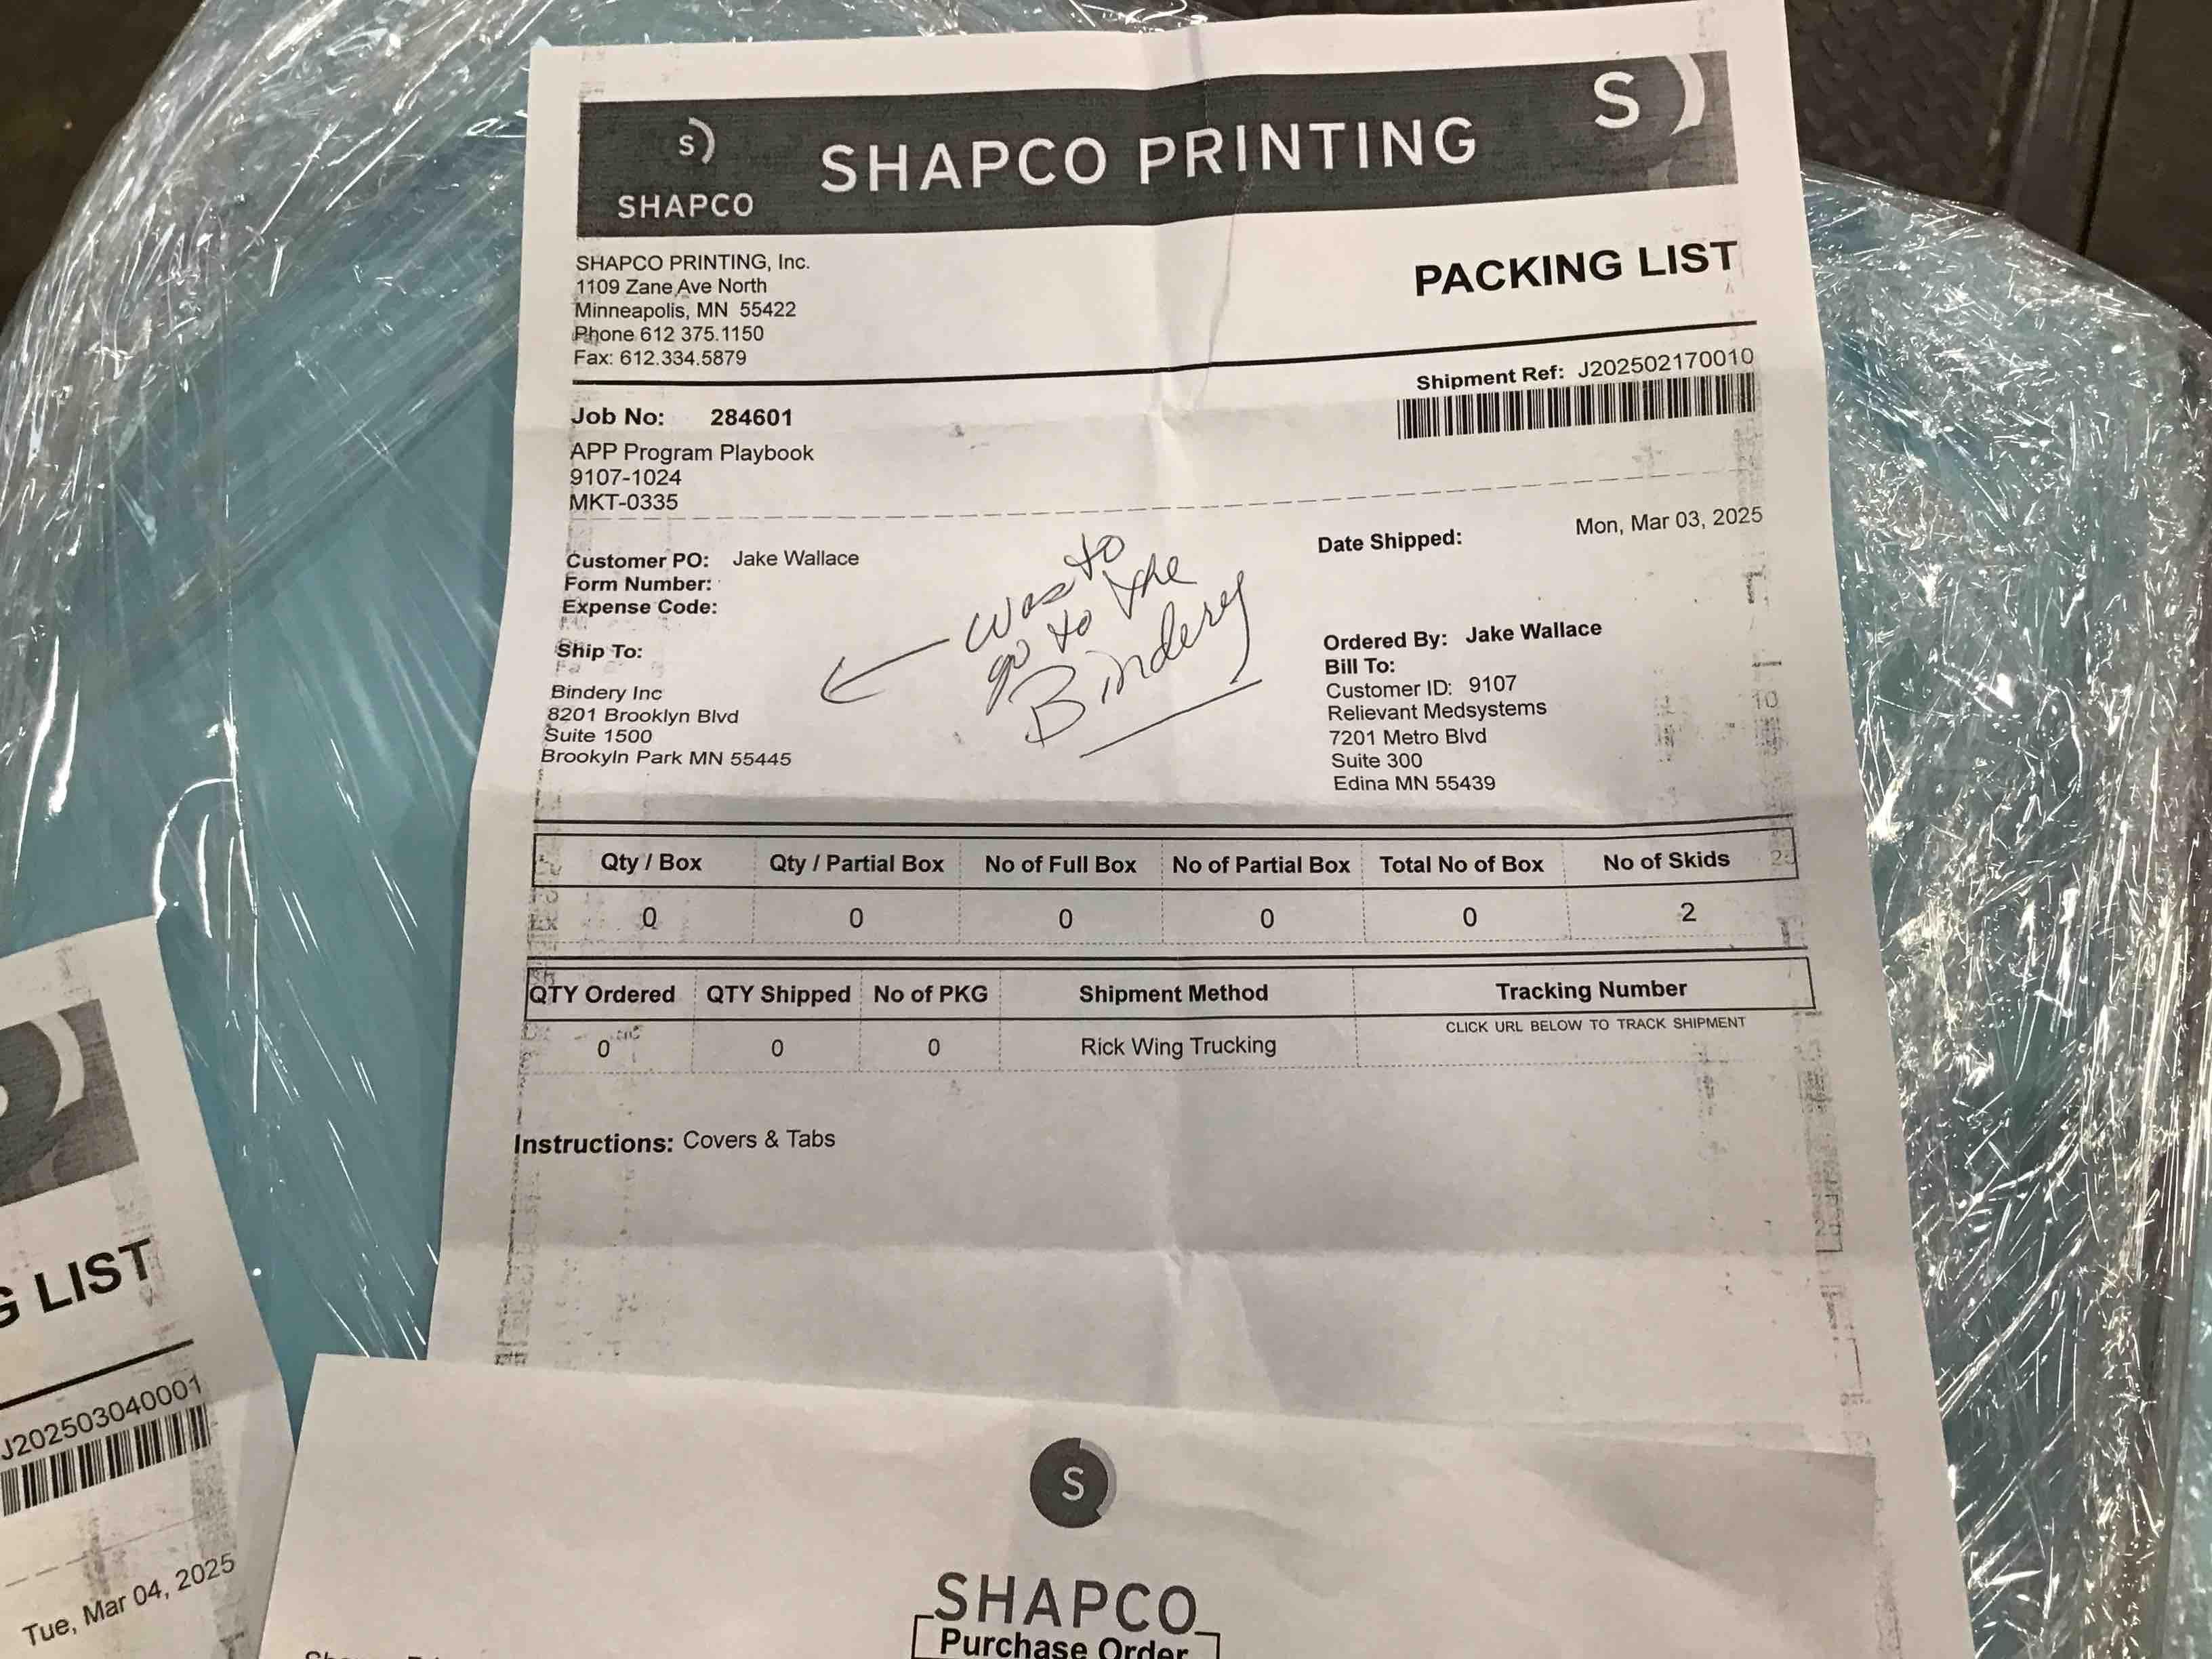 S)
SHAPCO
SHAPCO PRINTING
S)
SHAPCO PRINTING, Inc.
1109 Zane Ave North
Minneapolis, MN 55422
Phone 612 375.1150
Fax: 612.334.5879
PACKING LIST
Shipment Ref: J202502170010
Job No: 284601
APP Program Playbook
9107-1024
MKT-0335
Customer PO: Jake Wallace
Form Number:
Expense Code:
Date Shipped: Mon, Mar 03, 2025
was to
go to the
Bindery
Ship To:
Bindery Inc
8201 Brooklyn Blvd
Suite 1500
Brookyln Park MN 55445
Ordered By: Jake Wallace
Bill To:
Customer ID: 9107
Relievant Medsystems
7201 Metro Blvd
Suite 300
Edina MN 55439
Qty / Box Qty / Partial Box No of Full Box No of Partial Box Total No of Box No of Skids
0 0 0 0 0 2
QTY Ordered QTY Shipped No of PKG Shipment Method Tracking Number
CLICK URL BELOW TO TRACK SHIPMENT
0 0 0 Rick Wing Trucking
Instructions: Covers & Tabs
LIST
J202503040001
Tue, Mar 04, 2025
S
SHAPCO
Purchase Order